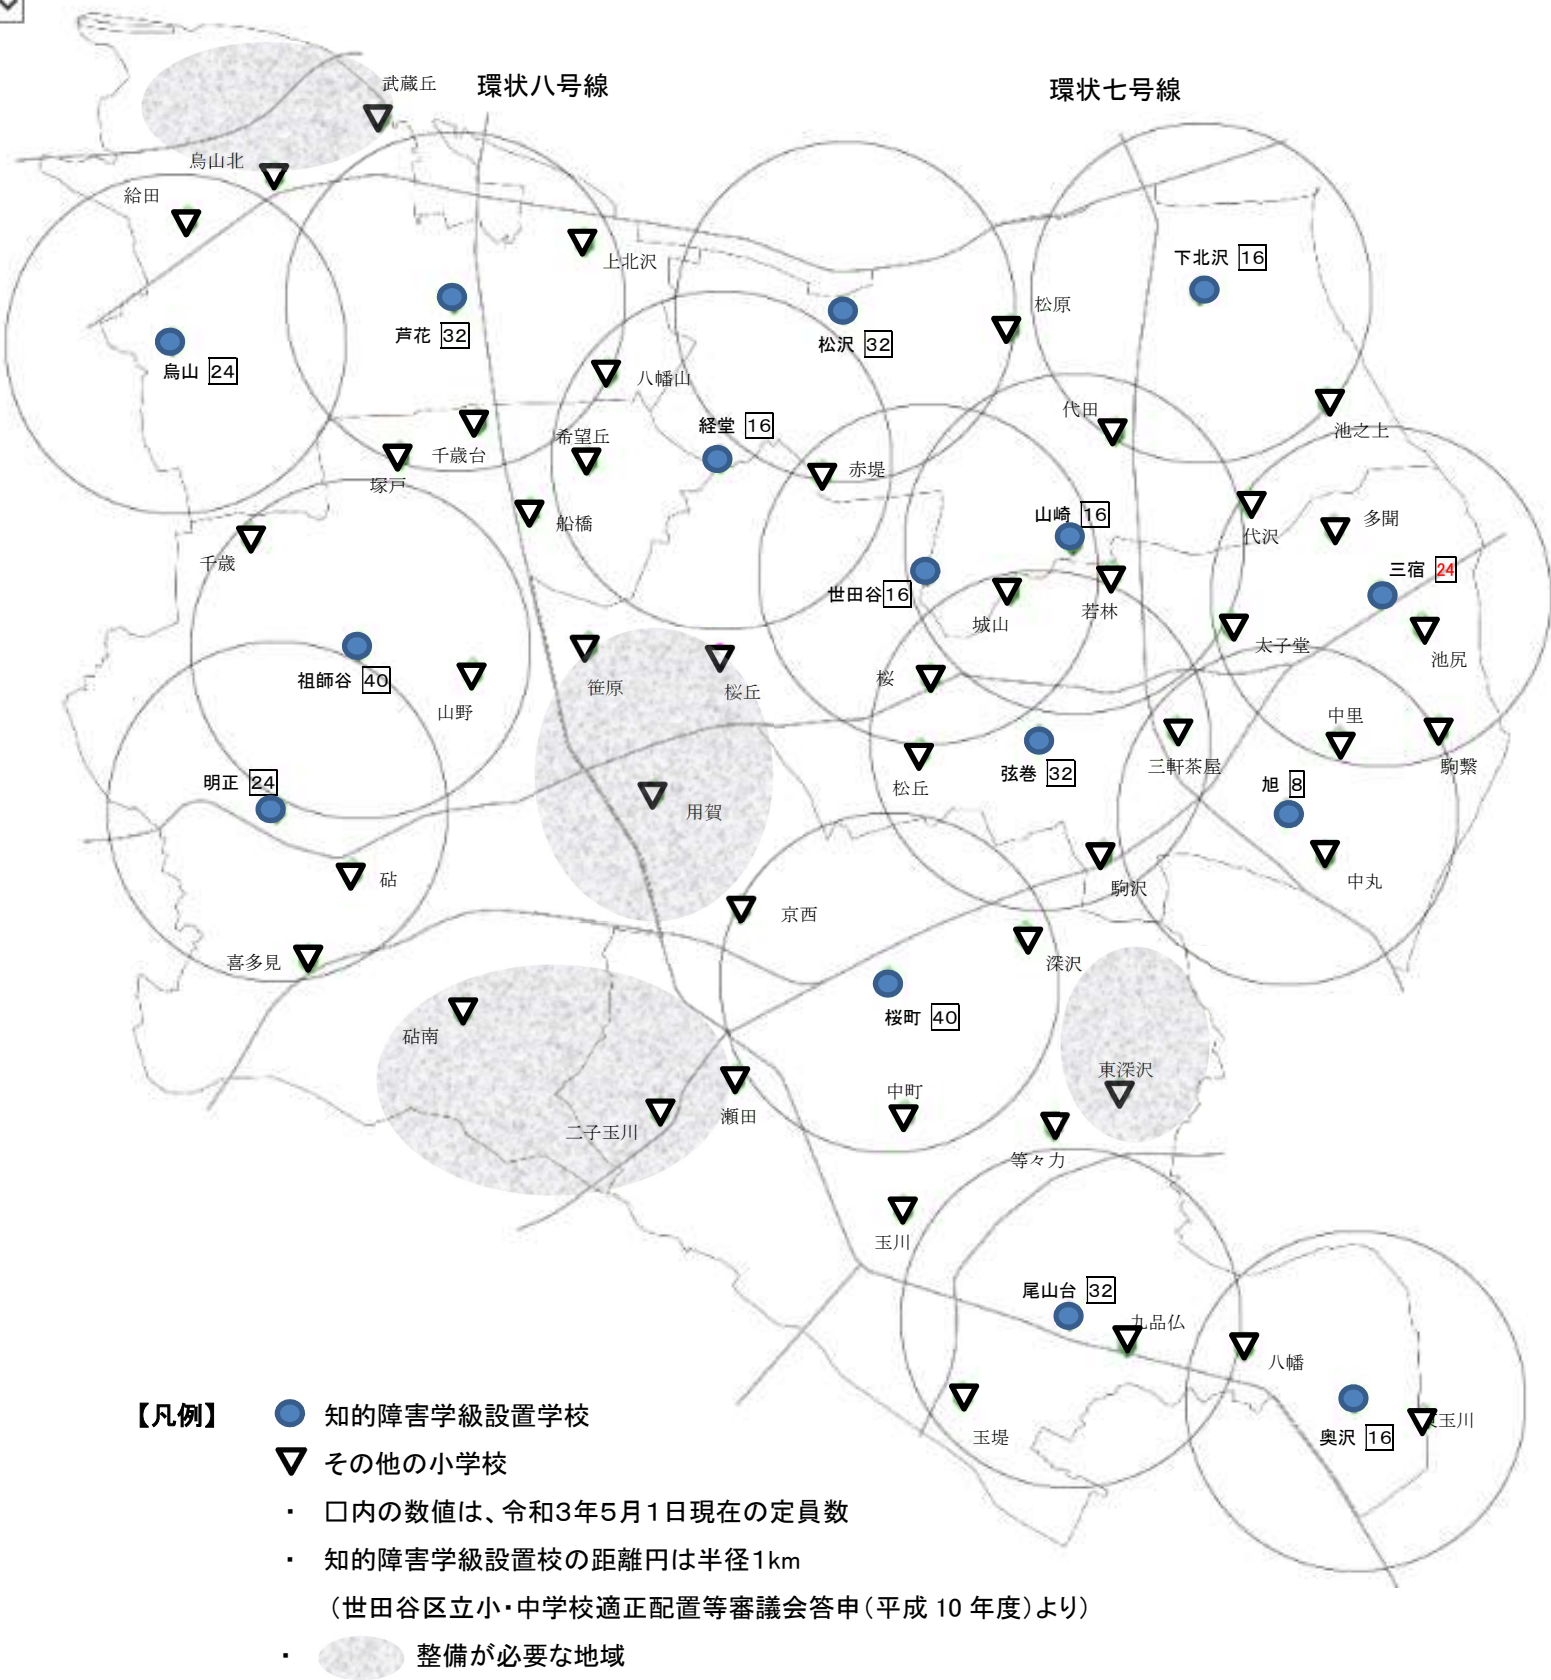 武蔵丘
環状八号線
環状七号線
烏山北
給田
上北沢
下北沢 16
松原
芦花 32
松沢 32
烏山 24
八幡山
代田
池之上
経堂 16
希望丘
千歳台
赤堤
塚戸
船橋
山崎 16
多聞
代沢
千歳
三宿 24
世田谷 16
若林
城山
太子堂
池尻
祖師谷 40
桜
笹原
桜丘
山野
中里
三軒茶屋
駒繋
弦巻 32
明正 24
旭 8
松丘
用賀
砧
中丸
駒沢
京西
喜多見
深沢
桜町 40
砧南
東深沢
中町
瀬田
二子玉川
等々力
玉川
尾山台 32
九品仏
八幡
玉堤
奥沢 16
玉川
【凡例】
知的障害学級設置学校
その他の小学校
・ □内の数値は、令和3年5月1日現在の定員数
・ 知的障害学級設置校の距離円は半径1km
(世田谷区立小・中学校適正配置等審議会答申(平成 10 年度)より)
・ 整備が必要な地域